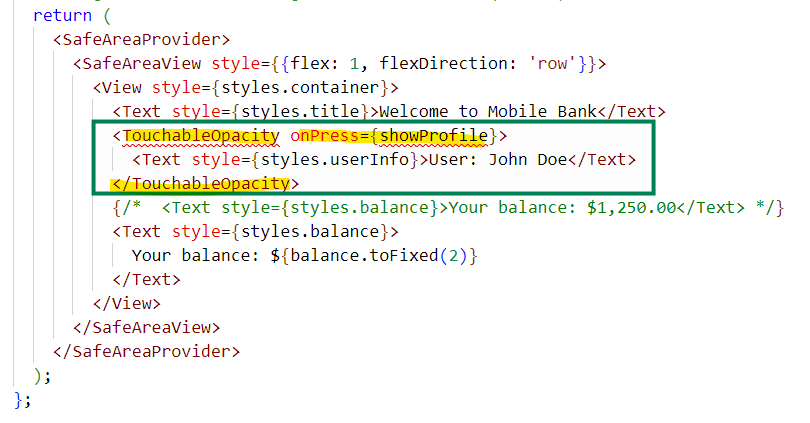 return (
<SafeAreaProvider>
<SafeAreaView style={{flex: 1, flexDirection: 'row'}}>
<View style={styles.container}>
<Text style={styles.title}>Welcome to Mobile Bank</Text>
<TouchableOpacity onPress={showProfile}>
<Text style={styles.userInfo}>User: John Doe</Text>
</TouchableOpacity>
{/*  <Text style={styles.balance}>Your balance: $1,250.00</Text> */}
<Text style={styles.balance}>
Your balance: ${balance.toFixed(2)}
</Text>
</View>
</SafeAreaView>
</SafeAreaProvider>
);
};